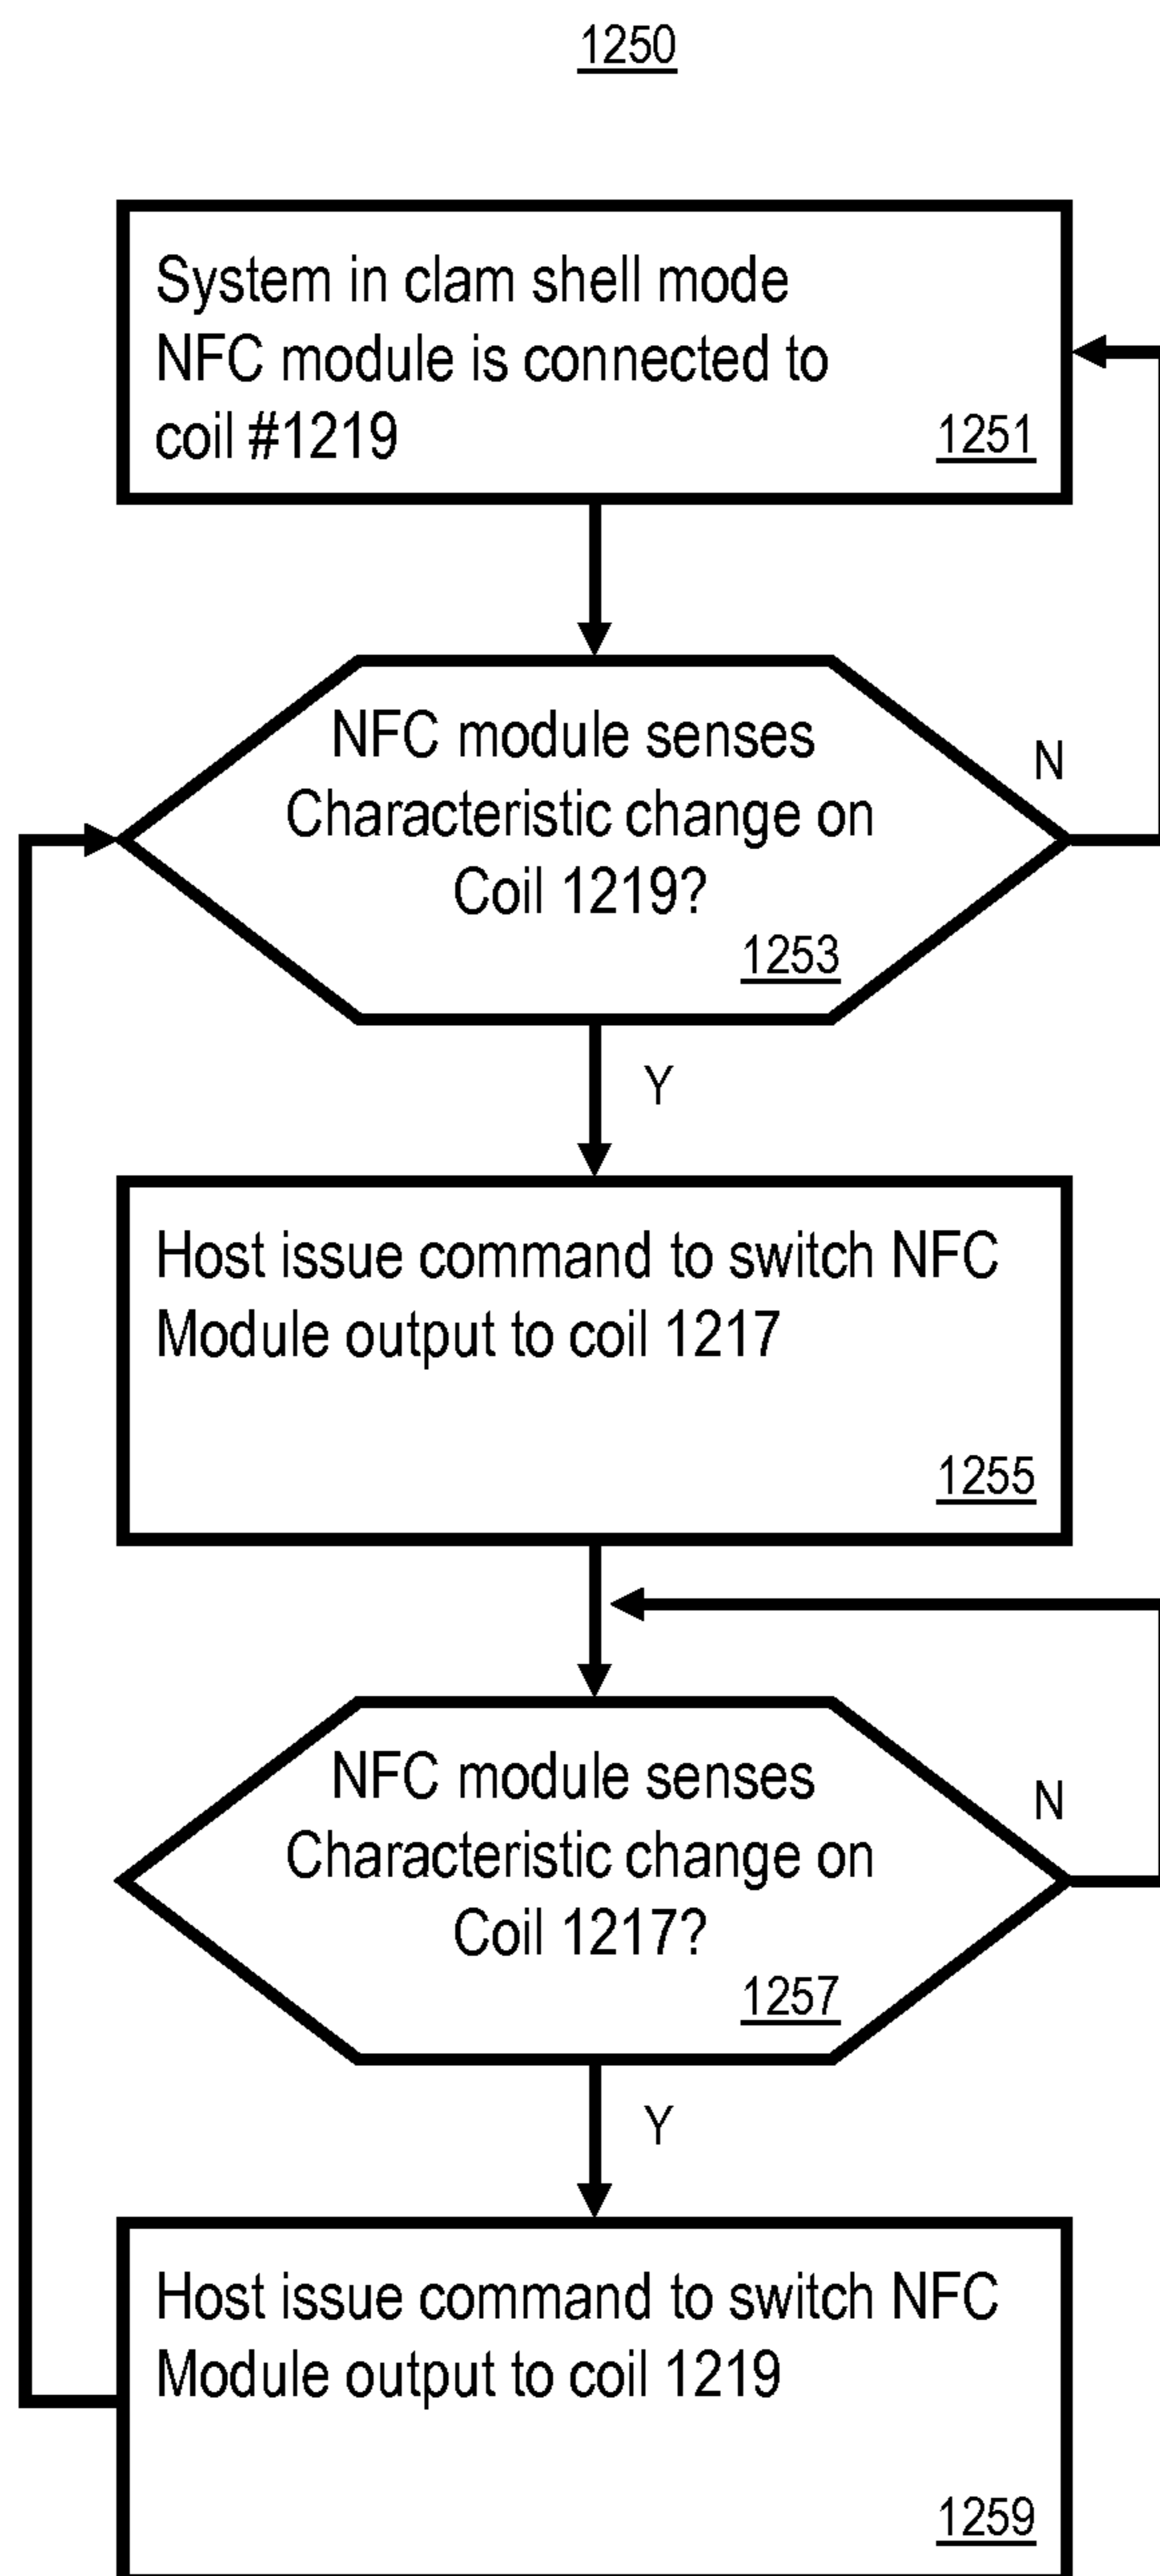 1250
System in clam shell mode
NFC module is connected to
coil #1219
1251
NFC module senses
Characteristic change on
Coil 1219?
1253
N
Y
Host issue command to switch NFC
Module output to coil 1217
1255
NFC module senses
Characteristic change on
Coil 1217?
1257
N
Y
Host issue command to switch NFC
Module output to coil 1219
1259